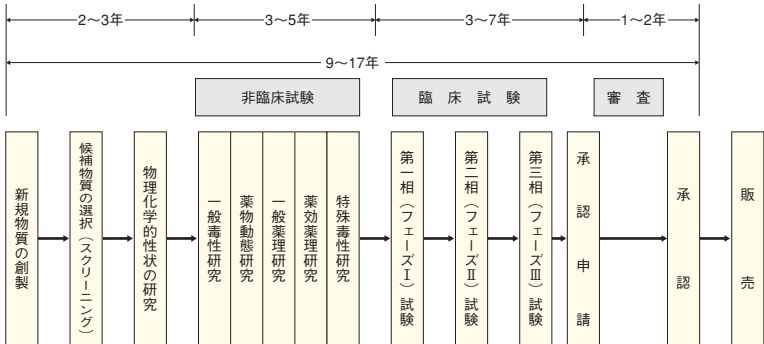 2〜3年
3〜5年
3〜7年
1〜2年
9〜17年
非臨床試験
臨床試験
審査
新規物質の創製
候補物質の選択(スクリーニング)
物理化学的性状の研究
一般毒性研究
薬物動態研究
一般薬理研究
薬効薬理研究
特殊毒性研究
第一相(フェーズⅠ)試験
第二相(フェーズⅡ)試験
第三相(フェーズⅢ)試験
承認申請
承認
販売